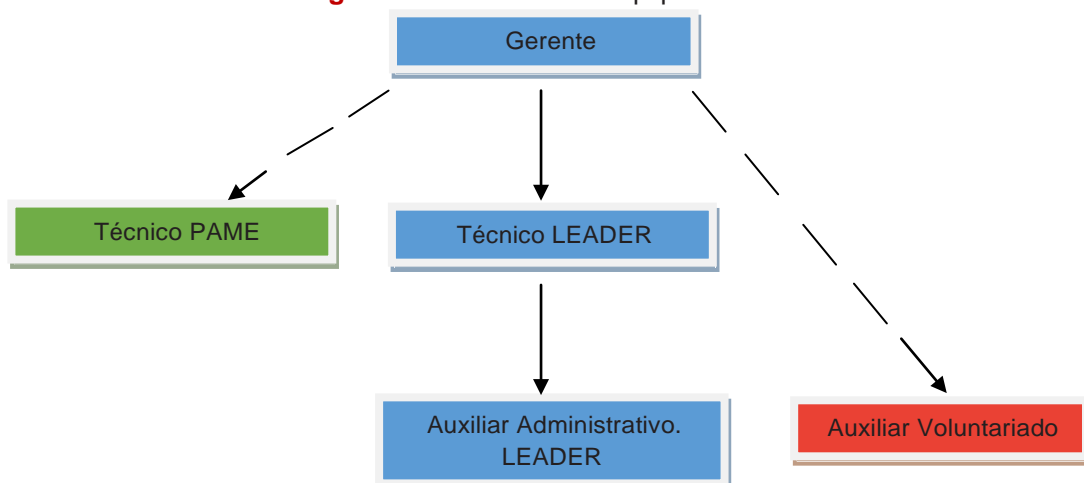 Gerente
Técnico PAME
Técnico LEADER
Auxiliar Administrativo.
LEADER
Auxiliar Voluntariado